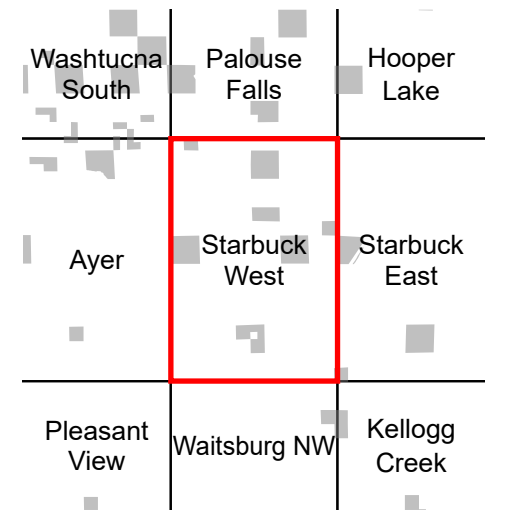 Washtucna
South
Palouse
Falls
Hooper
Lake
Ayer
Starbuck
West
Starbuck
East
Pleasant
View
Waitsburg NW
Kellogg
Creek